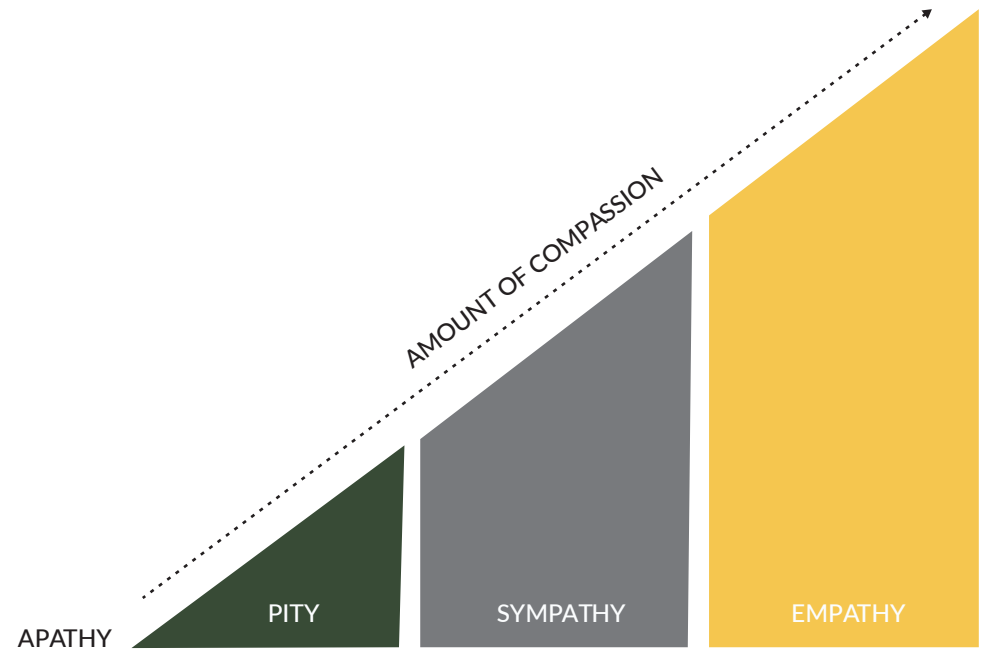 AMOUNT OF COMPASSION
APATHY
PITY
SYMPATHY
EMPATHY